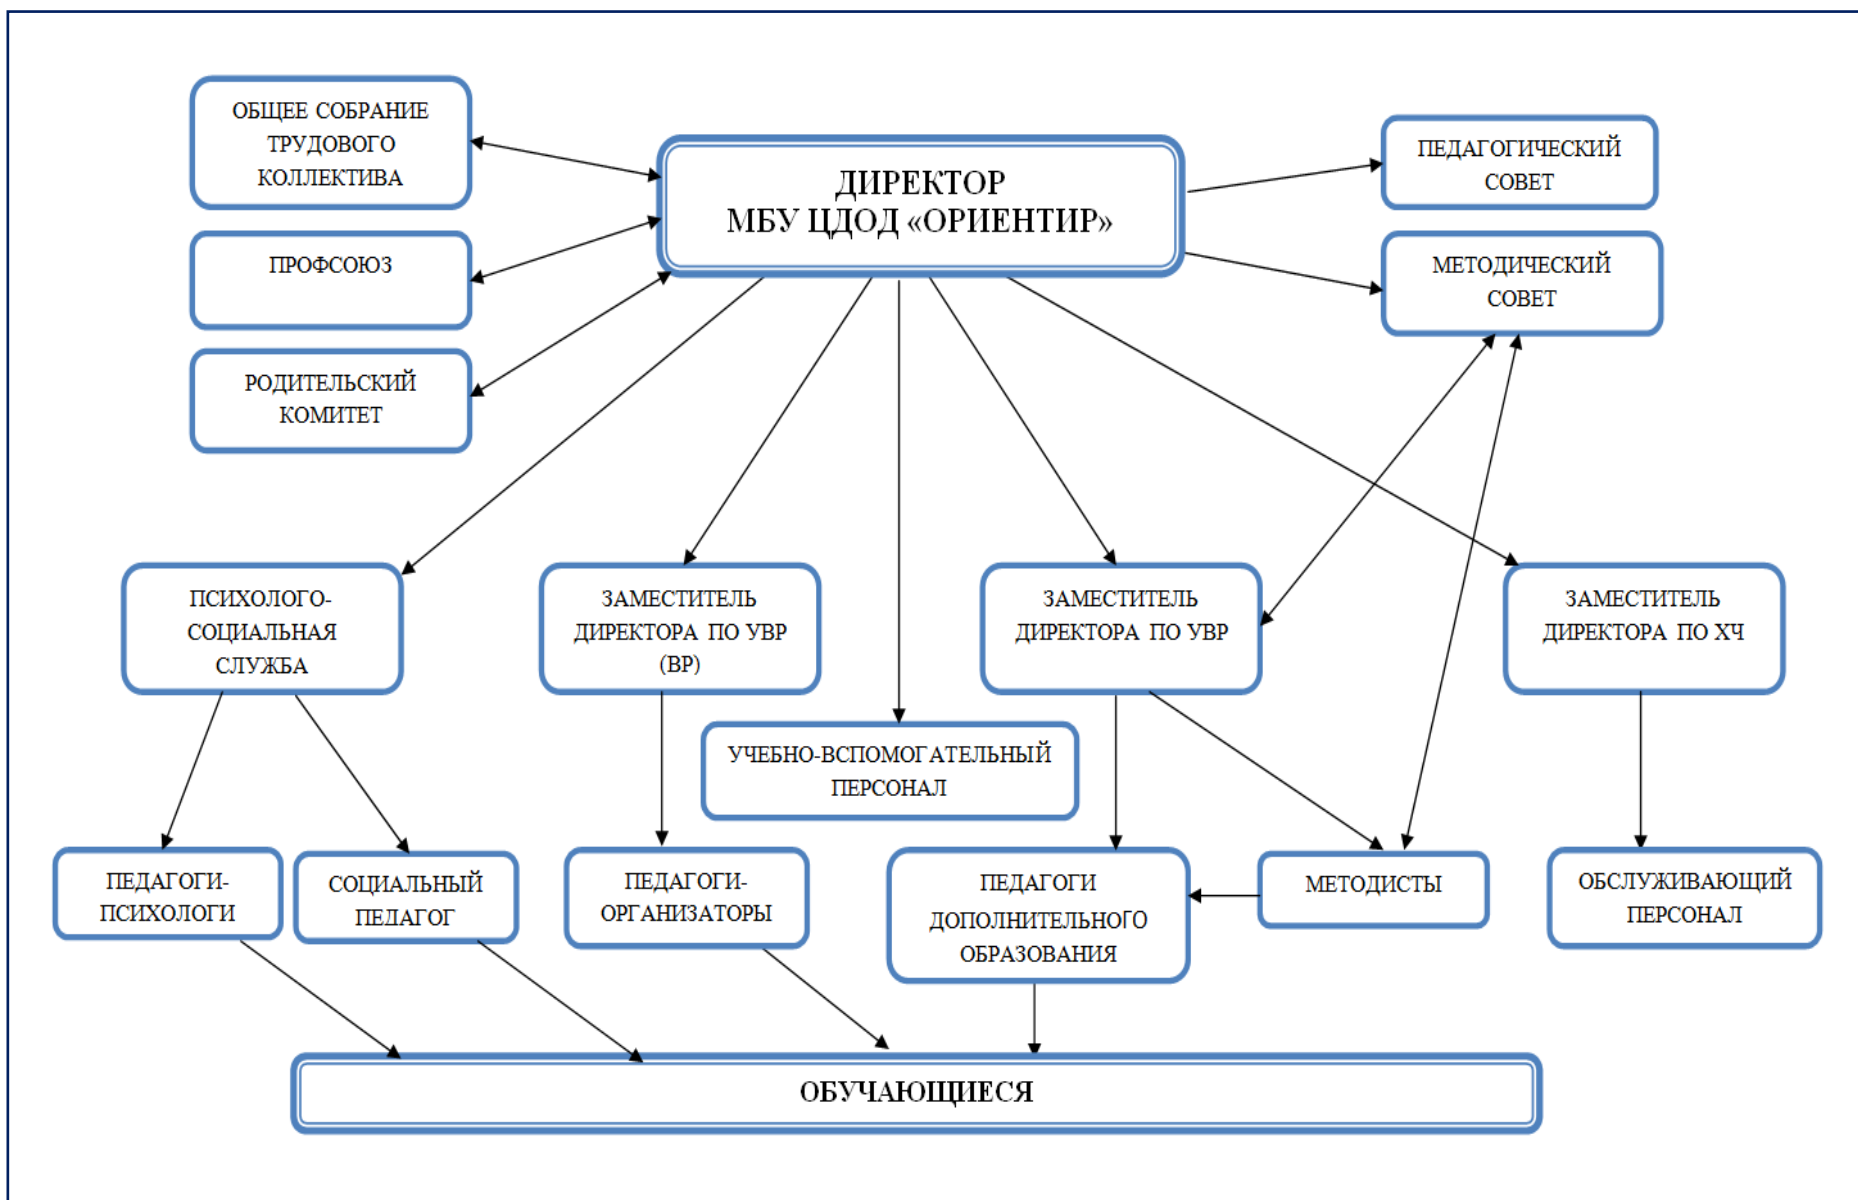 ОБЩЕЕ СОБРАНИЕ
ТРУДОВОГО
КОЛЛЕКТИВА
ДИРЕКТОР
МБУ ЦДОД «ОРИЕНТИР»
ПЕДАГОГИЧЕСКИЙ
СОВЕТ
ПРОФСОЮЗ
МЕТОДИЧЕСКИЙ
СОВЕТ
РОДИТЕЛЬСКИЙ
КОМИТЕТ
ПСИХОЛОГО-
СОЦИАЛЬНАЯ
СЛУЖБА
ЗАМЕСТИТЕЛЬ
ДИРЕКТОРА ПО УВР
(ВР)
ЗАМЕСТИТЕЛЬ
ДИРЕКТОРА ПО УВР
ЗАМЕСТИТЕЛЬ
ДИРЕКТОРА ПО ХЧ
УЧЕБНО-ВСПОМОГАТЕЛЬНЫЙ
ПЕРСОНАЛ
ПЕДАГОГИ-
ПСИХОЛОГИ
СОЦИАЛЬНЫЙ
ПЕДАГОГ
ПЕДАГОГИ-
ОРГАНИЗАТОРЫ
ПЕДАГОГИ
ДОПОЛНИТЕЛЬНОГО
ОБРАЗОВАНИЯ
МЕТОДИСТЫ
ОБСЛУЖИВАЮЩИЙ
ПЕРСОНАЛ
ОБУЧАЮЩИЕСЯ